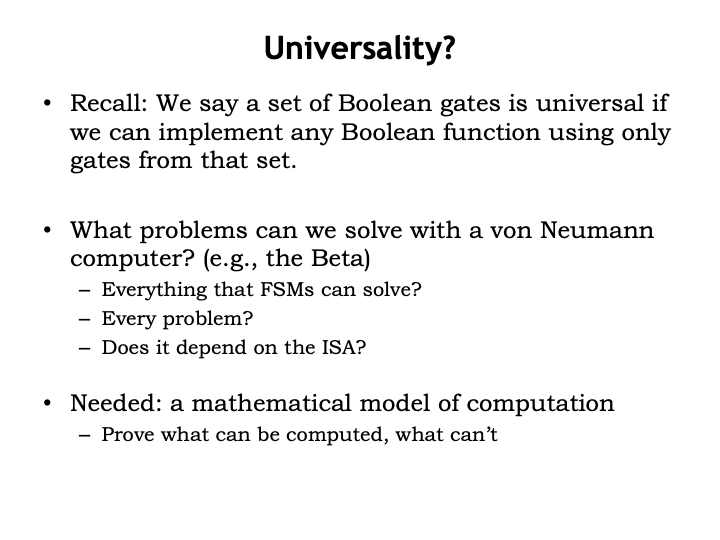 Universality?
• Recall: We say a set of Boolean gates is universal if
we can implement any Boolean function using only
gates from that set.
• What problems can we solve with a von Neumann
computer? (e.g., the Beta)
– Everything that FSMs can solve?
– Every problem?
– Does it depend on the ISA?
• Needed: a mathematical model of computation
– Prove what can be computed, what can’t